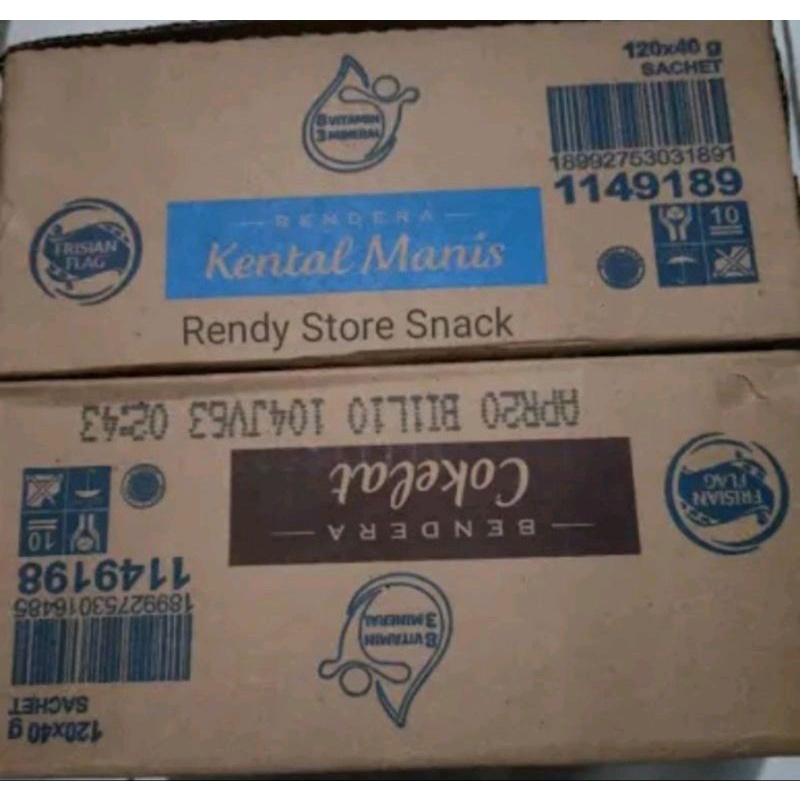 120x40 g
SACHET
8 VITAMIN
3 MINERAL
18992753031891
1149189
FRISIAN
FLAG
BENDERA
Kental Manis
10
Rendy Store Snack
APR20 B11L10 104JV63 02:43
FRISIAN
FLAG
Cokelat
BENDERA
10
1149198
18992753016485
8 VITAMIN
3 MINERAL
120x40 g
SACHET